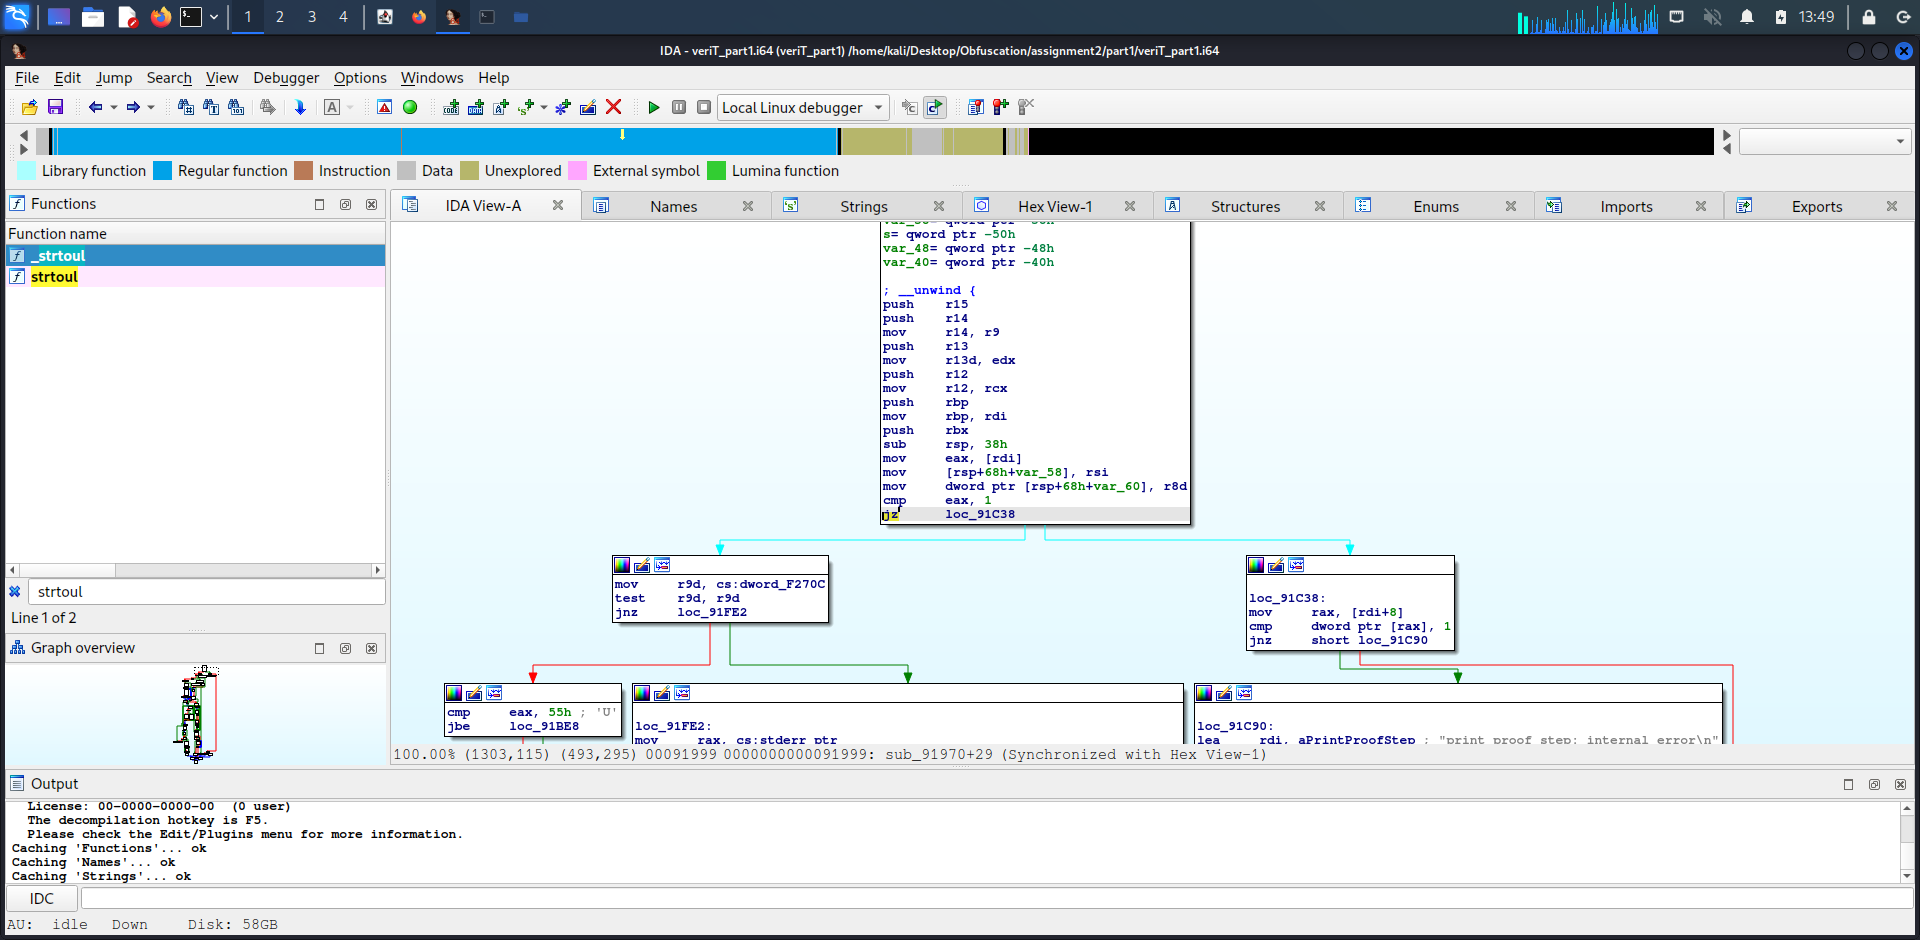 1 2 3 4 13:49
IDA - veriT_part1.i64 (veriT_part1) /home/kali/Desktop/Obfuscation/assignment2/part1/veriT_part1.i64
File Edit Jump Search View Debugger Options Windows Help
Local Linux debugger
Library function Regular function Instruction Data Unexplored External symbol Lumina function
Functions
IDA View-A Names Strings Hex View-1 Structures Enums Imports Exports
Function name
_strtoul
strtoul
s= qword ptr -50h
var_48= qword ptr -48h
var_40= qword ptr -40h
; __unwind {
push r15
push r14
mov r14, r9
push r13
mov r13d, edx
push r12
mov r12, rcx
push rbp
mov rbp, rdi
push rbx
sub rsp, 38h
mov eax, [rdi]
mov [rsp+68h+var_58], rsi
mov dword ptr [rsp+68h+var_60], r8d
cmp eax, 1
jz loc_91C38
mov r9d, cs:dword_F270C
test r9d, r9d
jnz loc_91FE2
loc_91C38:
mov rax, [rdi+8]
cmp dword ptr [rax], 1
jnz short loc_91C90
cmp eax, 55h ; 'U'
jbe loc_91BE8
loc_91FE2:
mov rax, cs:stderr_ptr
loc_91C90:
lea rdi, aPrintProofStep ; "print proof step: internal error\n"
strtoul
Line 1 of 2
Graph overview
100.00% (1303,115) (493,295) 00091999 0000000000091999: sub_91970+29 (Synchronized with Hex View-1)
Output
License: 00-0000-0000-00 (0 user)
The decompilation hotkey is F5.
Please check the Edit/Plugins menu for more information.
Caching 'Functions'... ok
Caching 'Names'... ok
Caching 'Strings'... ok
IDC
AU: idle Down Disk: 58GB